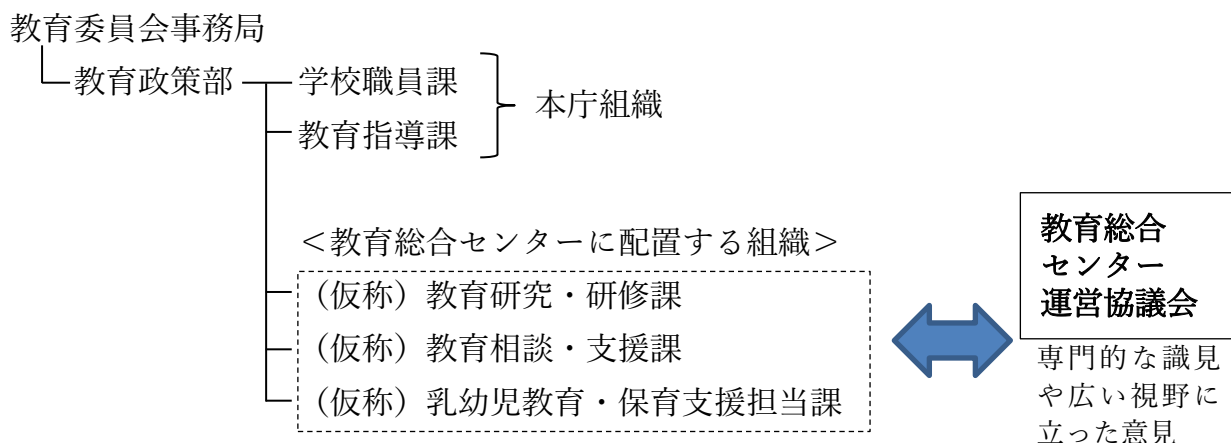 教育委員会事務局
教育政策部
学校職員課
教育指導課
本庁組織
<教育総合センターに配置する組織>
(仮称)教育研究・研修課
(仮称)教育相談・支援課
(仮称)乳幼児教育・保育支援担当課
教育総合
センター
運営協議会
専門的な識見
や広い視野に
立った意見